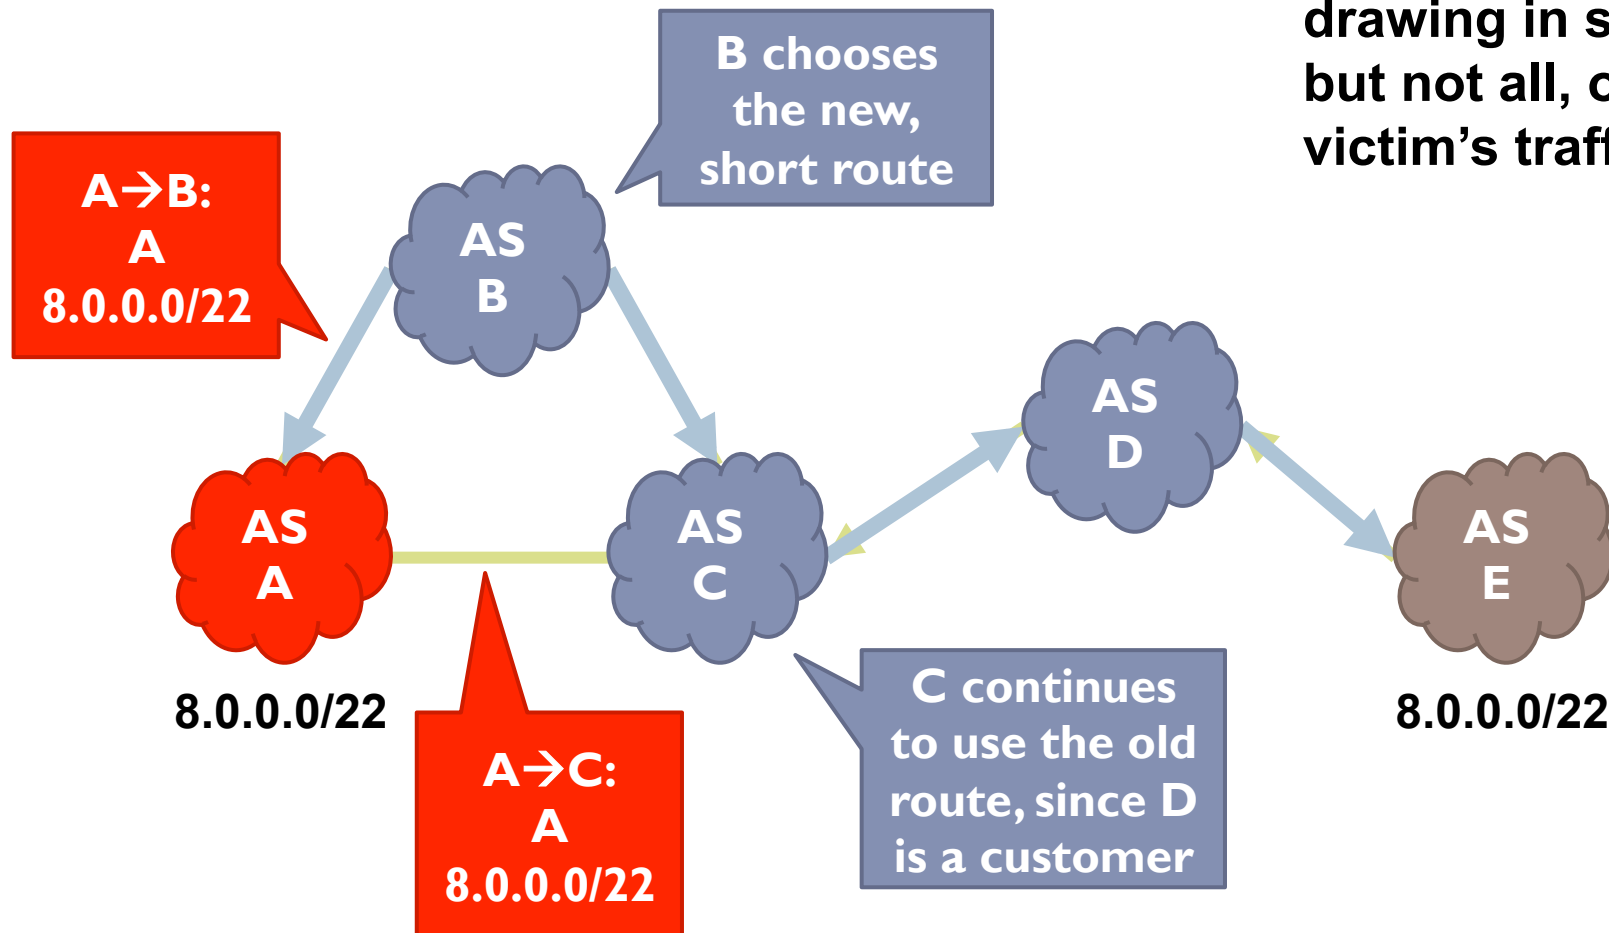 drawing in s
but not all, o
victim's traff
B chooses
the new,
short route
A→B:
A
8.0.0.0/22
AS
B
AS
D
AS
A
AS
C
AS
E
8.0.0.0/22
8.0.0.0/22
A→C:
A
8.0.0.0/22
C continues
to use the old
route, since D
is a customer